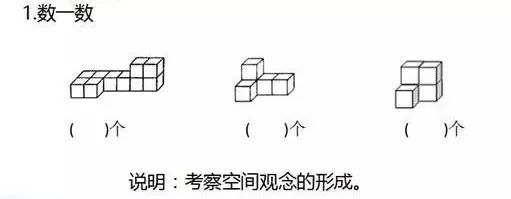 1.数一数
(  )个 (  )个 (  )个
说明：考察空间观念的形成。